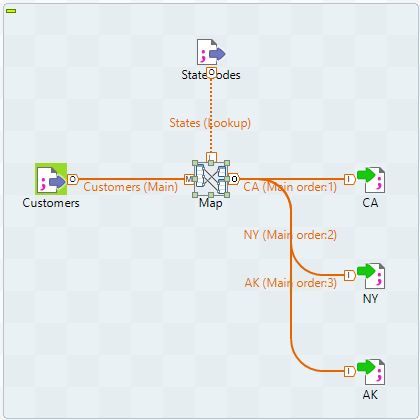 StateCodes
O
States (Lookup)
L
Customers
O
Customers (Main)
M
Map
O
CA (Main order:1)
I
CA
NY (Main order:2)
I
NY
AK (Main order:3)
I
AK